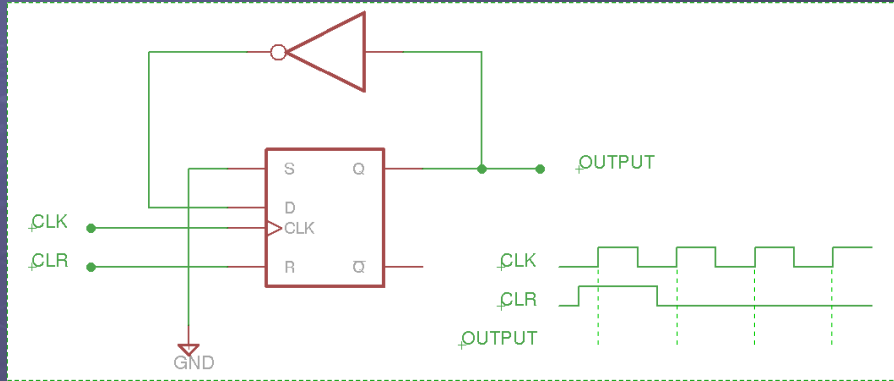 S Q OUTPUT
D
CLK CLK
CLR R Q̅
GND
CLK
CLR
OUTPUT